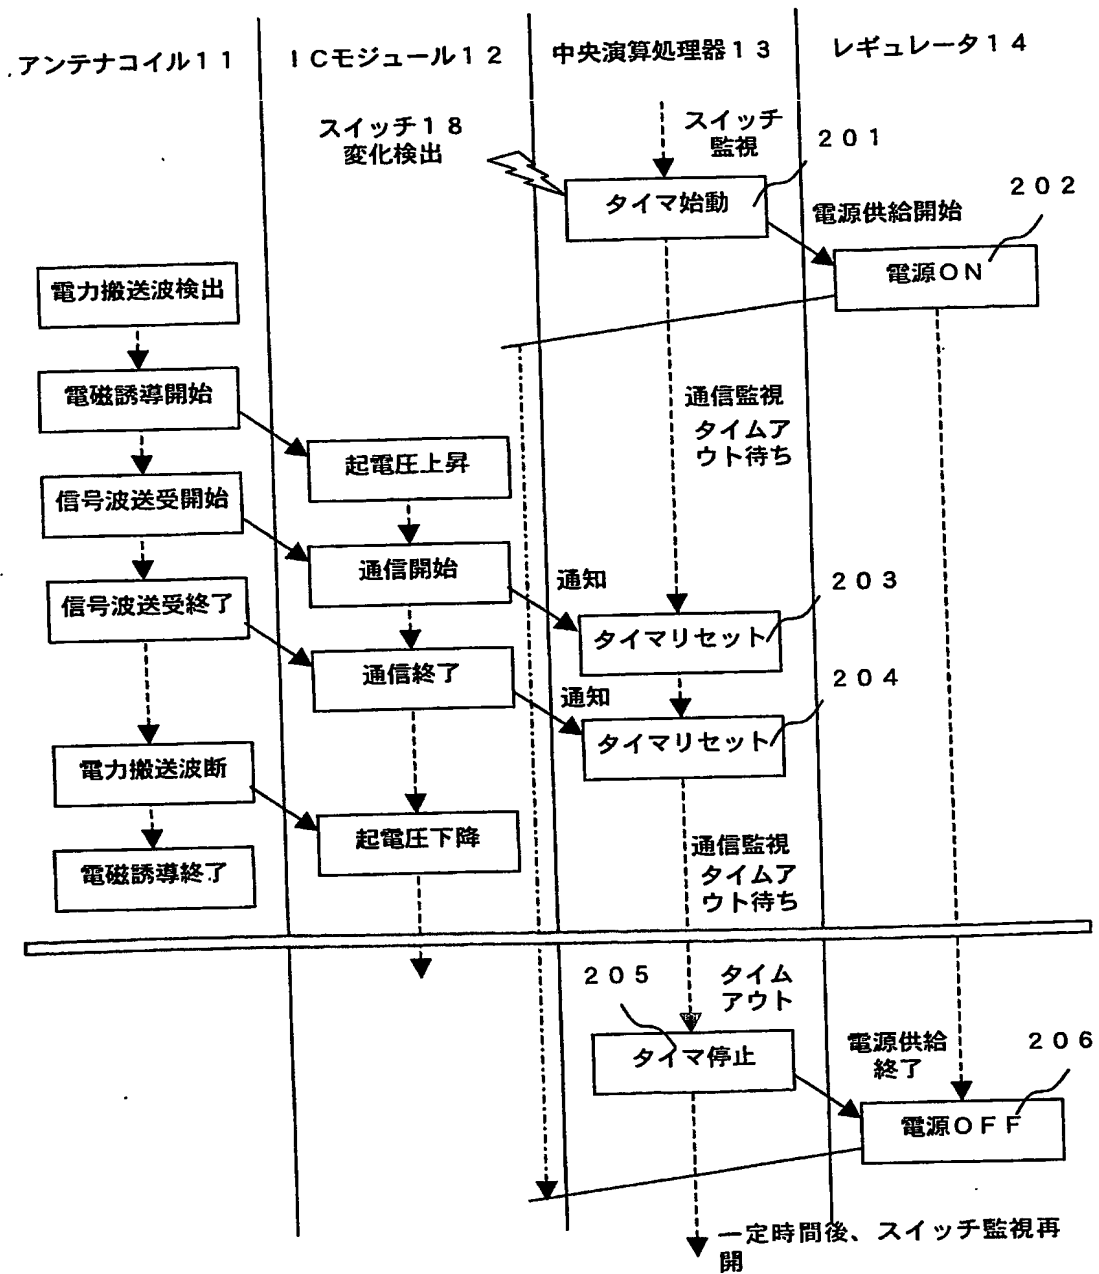 アンテナコイル１１
ＩＣモジュール１２
中央演算処理器１３
レギュレータ１４
スイッチ１８
変化検出
スイッチ
監視
２０１
タイマ始動
電源供給開始
２０２
電源ＯＮ
電力搬送波検出
電磁誘導開始
通信監視
タイムア
ウト待ち
起電圧上昇
信号波送受開始
通信開始
通知
２０３
信号波送受終了
タイマリセット
通信終了
通知
２０４
タイマリセット
電力搬送波断
起電圧下降
通信監視
タイムア
ウト待ち
電磁誘導終了
２０５
タイム
アウト
タイマ停止
電源供給
終了
２０６
電源ＯＦＦ
一定時間後、スイッチ監視再
開